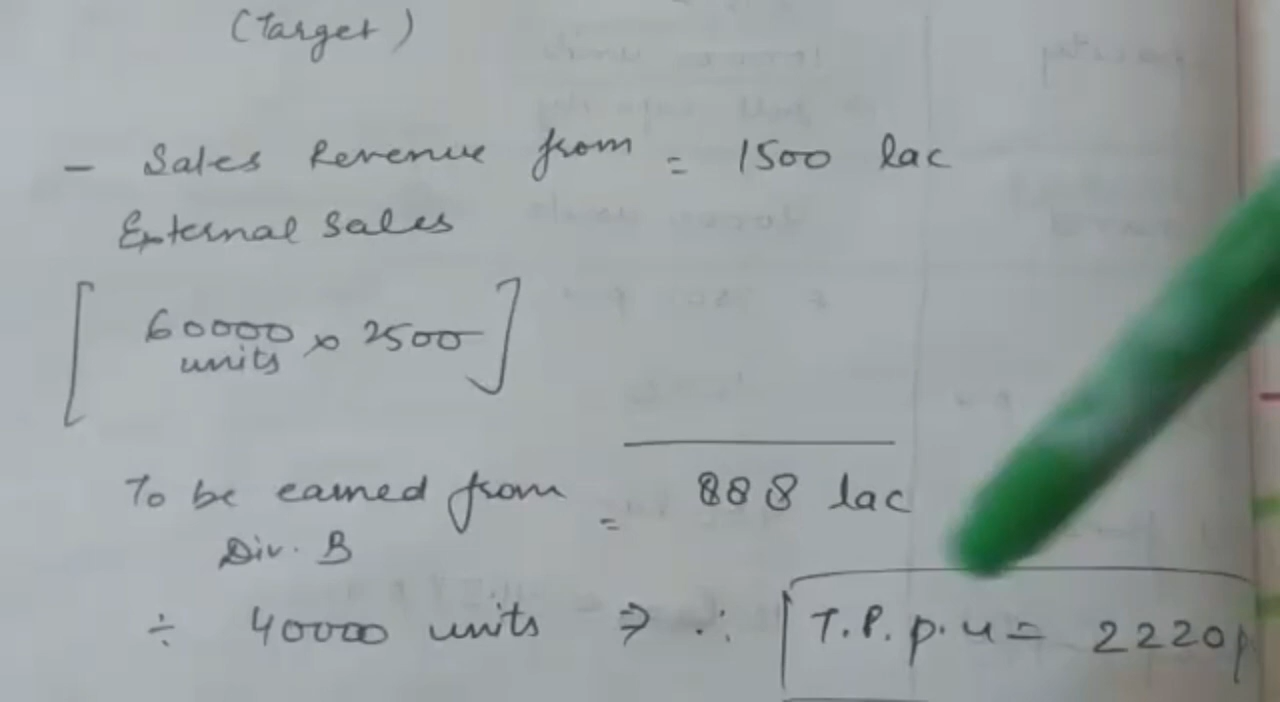 (Target)
- Sales Revenue from = 1500 lac
External Sales
[60000 units × 2500]
To be earned from = 888 lac
Div. B
÷ 40000 units ⇒ ∴ T.P. p.u = 2220p